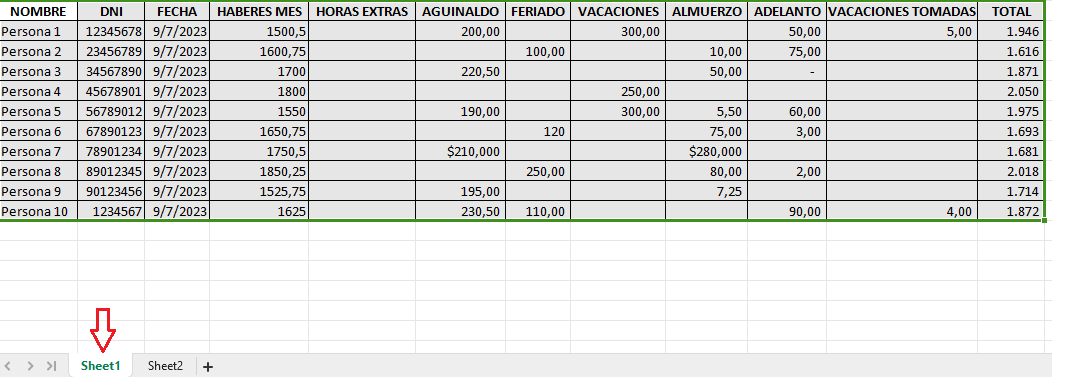 NOMBRE DNI FECHA HABERES MES HORAS EXTRAS AGUINALDO FERIADO VACACIONES ALMUERZO ADELANTO VACACIONES TOMADAS TOTAL
Persona 1 12345678 9/7/2023 1500,5 200,00 300,00 50,00 5,00 1.946
Persona 2 23456789 9/7/2023 1600,75 100,00 10,00 75,00 1.616
Persona 3 34567890 9/7/2023 1700 220,50 50,00 - 1.871
Persona 4 45678901 9/7/2023 1800 250,00 2.050
Persona 5 56789012 9/7/2023 1550 190,00 300,00 5,50 60,00 1.975
Persona 6 67890123 9/7/2023 1650,75 120 75,00 3,00 1.693
Persona 7 78901234 9/7/2023 1750,5 $210,000 $280,000 1.681
Persona 8 89012345 9/7/2023 1850,25 250,00 80,00 2,00 2.018
Persona 9 90123456 9/7/2023 1525,75 195,00 7,25 1.714
Persona 10 1234567 9/7/2023 1625 230,50 110,00 90,00 4,00 1.872
Sheet1 Sheet2 +